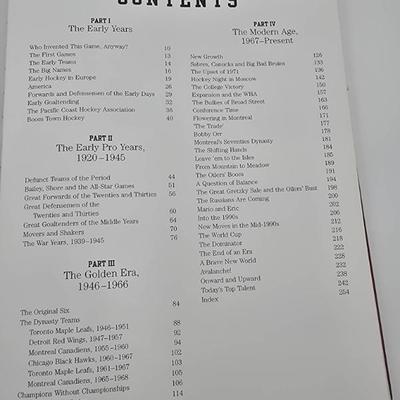 CONTENTS
PART I
The Early Years
Who Invented This Game, Anyway? 10
The First Games 13
The Early Teams 14
The Big Names 16
Early Hockey in Europe 19
America 26
Forwards and Defensemen of the Early Days 29
Early Goaltending 32
The Pacific Coast Hockey Association 36
Boom Town Hockey 40
PART II
The Early Pro Years,
1920–1945
Defunct Teams of the Period 44
Bailey, Shore and the All-Star Games 51
Great Forwards of the Twenties and Thirties 56
Great Defensemen of the
Twenties and Thirties 60
Great Goaltenders of the Middle Years 64
Movers and Shakers 70
The War Years, 1939–1945 76
PART III
The Golden Era,
1946–1966
The Original Six 84
The Dynasty Teams 88
Toronto Maple Leafs, 1946–1951 92
Detroit Red Wings, 1947–1957 94
Montreal Canadiens, 1955–1960 102
Chicago Black Hawks, 1960–1967 103
Toronto Maple Leafs, 1961–1967 105
Montreal Canadiens, 1965–1968 106
Champions Without Championships 114
PART IV
The Modern Age,
1967–Present
New Growth 126
Sabres, Canucks and Big Bad Bruins 133
The Upset of 1971 136
Hockey Night in Moscow 142
The College Victory 150
Expansion and the WHA 157
The Bullies of Broad Street 163
Conference Time 166
Flowering in Montreal 171
'The Trade' 177
Bobby Orr 178
Montreal's Seventies Dynasty 181
The Shifting Hands 184
Leave 'em to the Isles 185
From Mountain to Meadow 189
The Oilers' Boom 191
A Question of Balance 194
The Great Gretzky Sale and the Oilers' Bust 198
The Russians Are Coming 200
Mario and Eric 202
Into the 1990s 206
New Moves in the Mid-1990s 212
The World Cup 216
The Dominator 218
The End of an Era 222
A Brave New World 228
Avalanche! 232
Onward and Upward 238
Today's Top Talent 242
Index 254